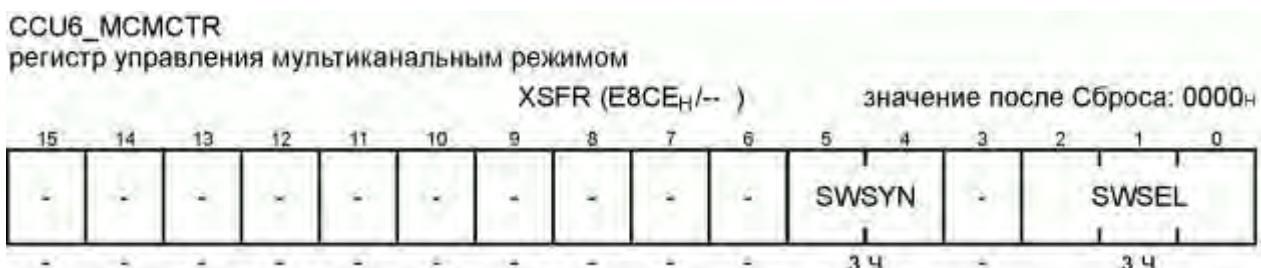 CCU6_MCMCTR
регистр управления мультиканальным режимом
XSFR (E8CEH/-- ) значение после Сброса: 0000H
15 14 13 12 11 10 9 8 7 6 5 4 3 2 1 0
- - - - - - - - - - SWSYN - SWSEL
- - - - - - - - - - З Ч - З Ч